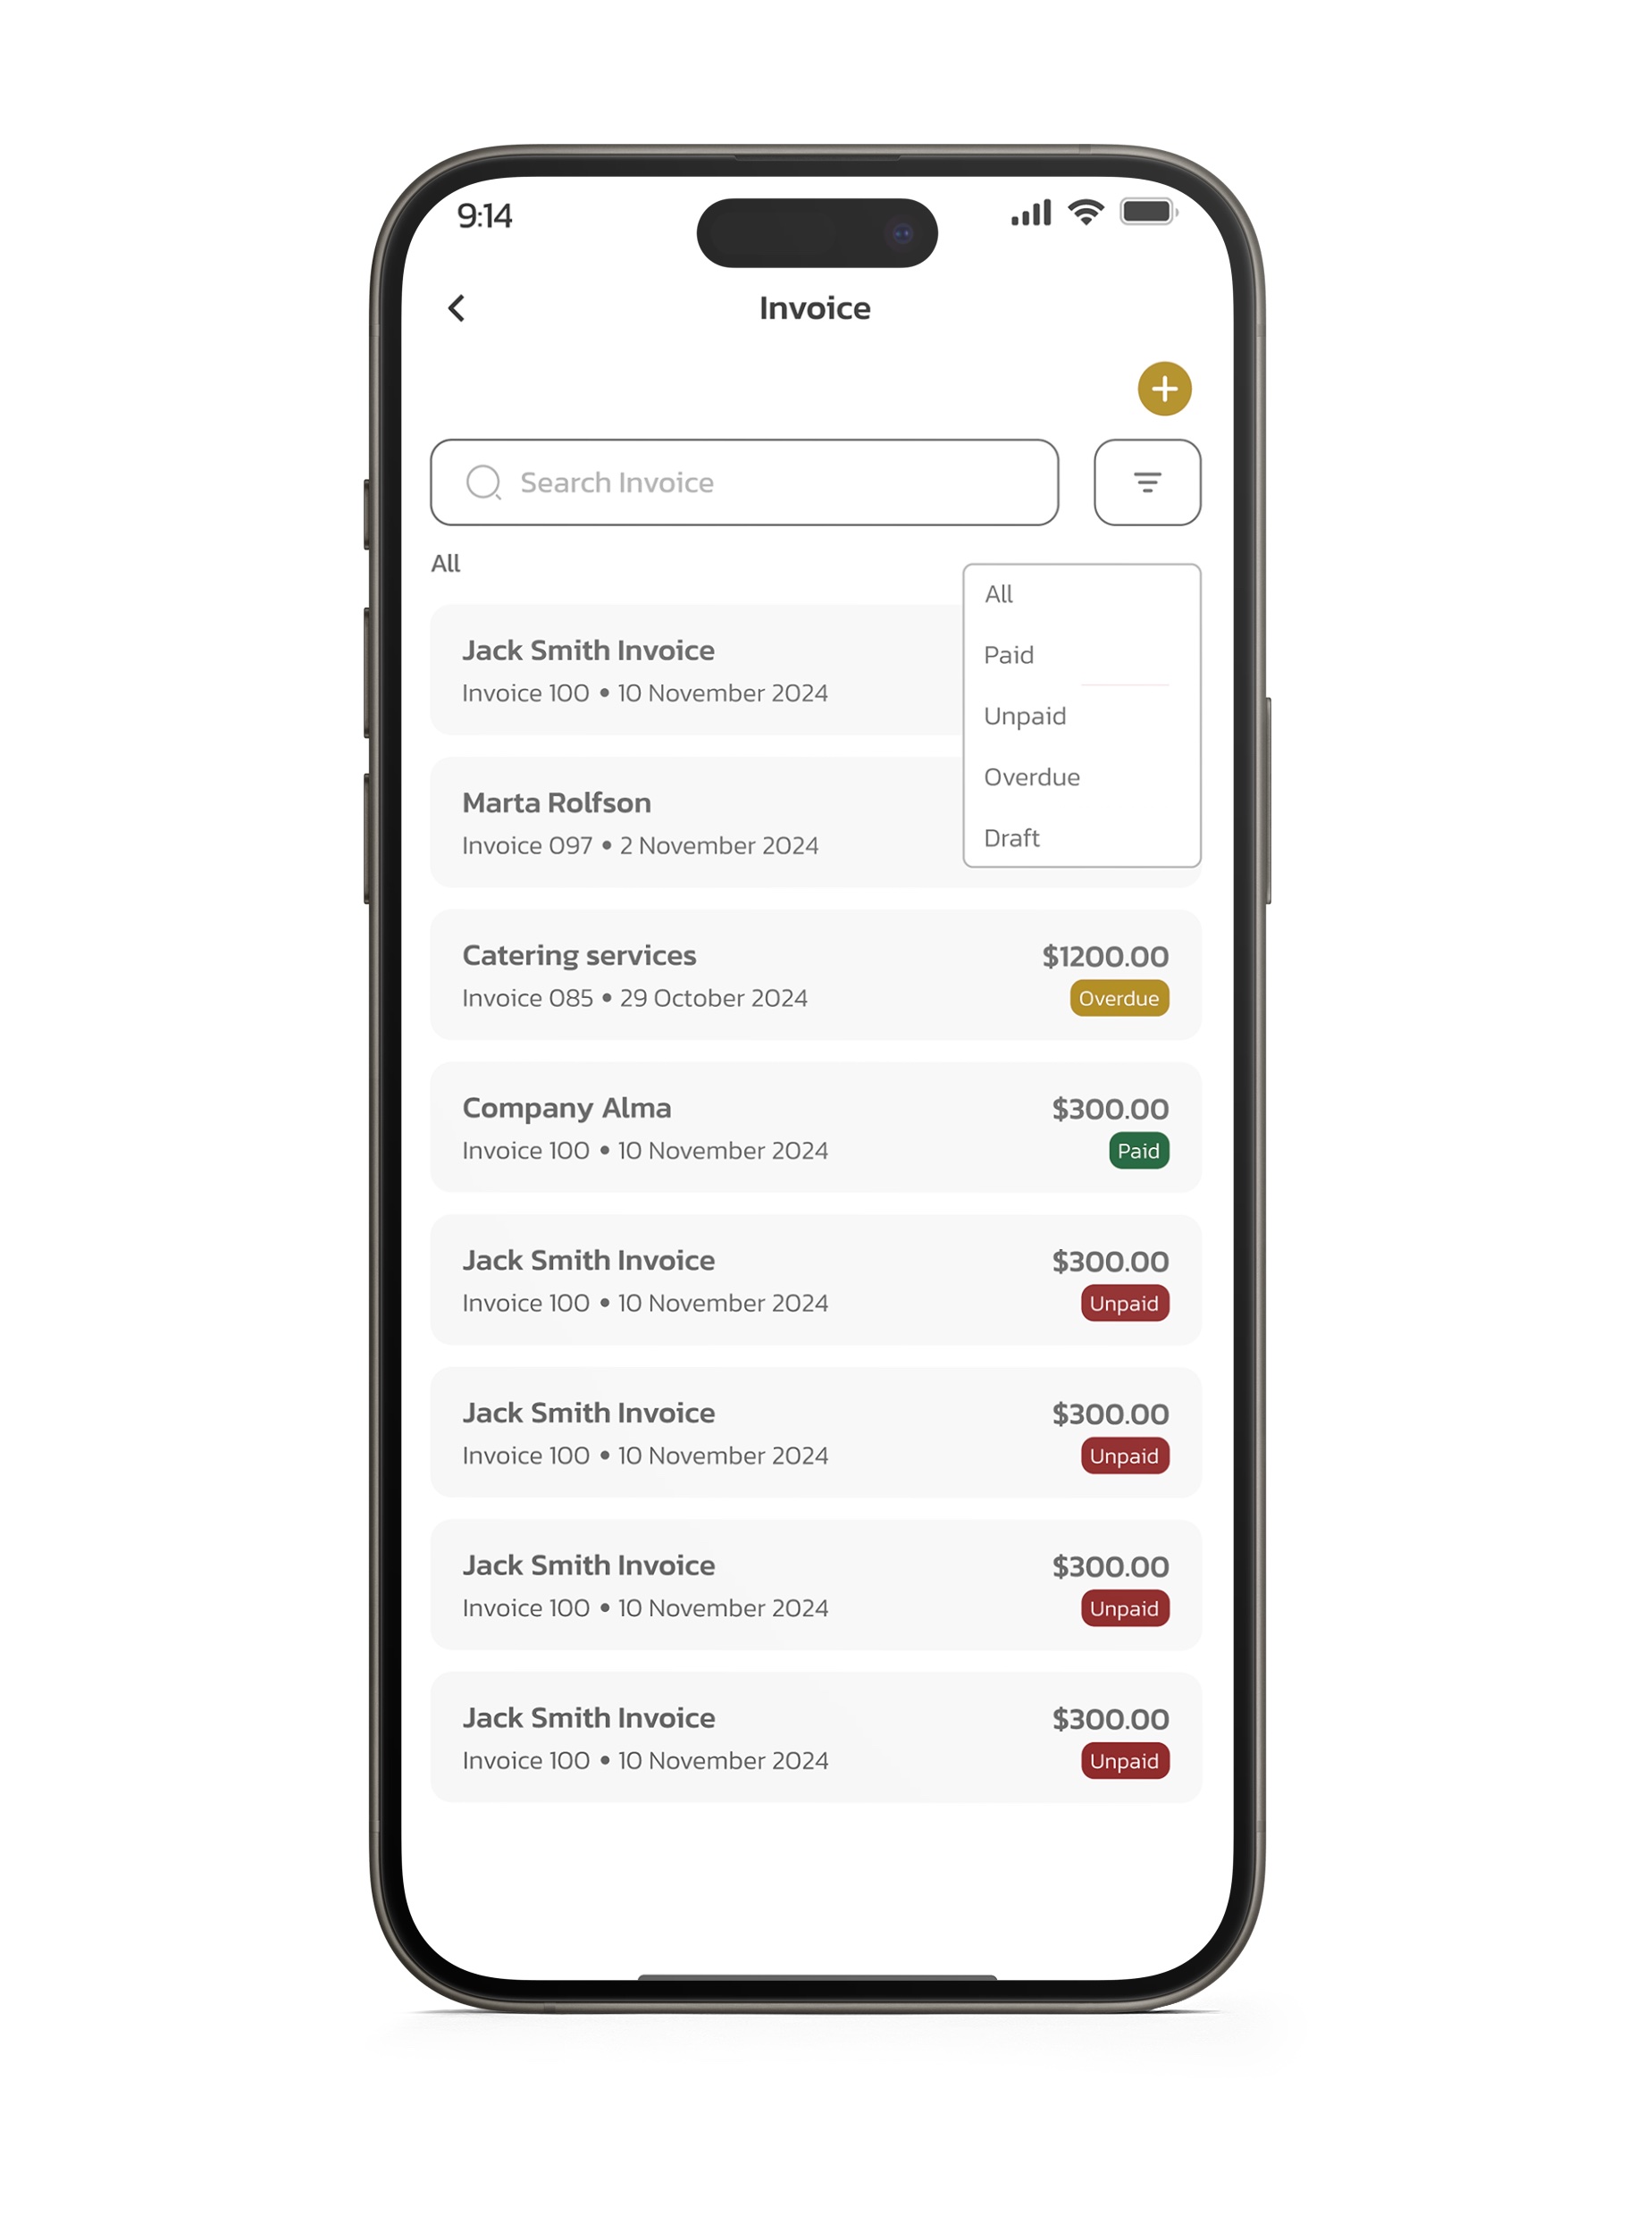 9:14
Invoice
Search Invoice
All
All
Paid
Unpaid
Overdue
Draft
Jack Smith Invoice
Invoice 100 • 10 November 2024
Marta Rolfson
Invoice 097 • 2 November 2024
Catering services
$1200.00
Invoice 085 • 29 October 2024
Overdue
Company Alma
$300.00
Invoice 100 • 10 November 2024
Paid
Jack Smith Invoice
$300.00
Invoice 100 • 10 November 2024
Unpaid
Jack Smith Invoice
$300.00
Invoice 100 • 10 November 2024
Unpaid
Jack Smith Invoice
$300.00
Invoice 100 • 10 November 2024
Unpaid
Jack Smith Invoice
$300.00
Invoice 100 • 10 November 2024
Unpaid